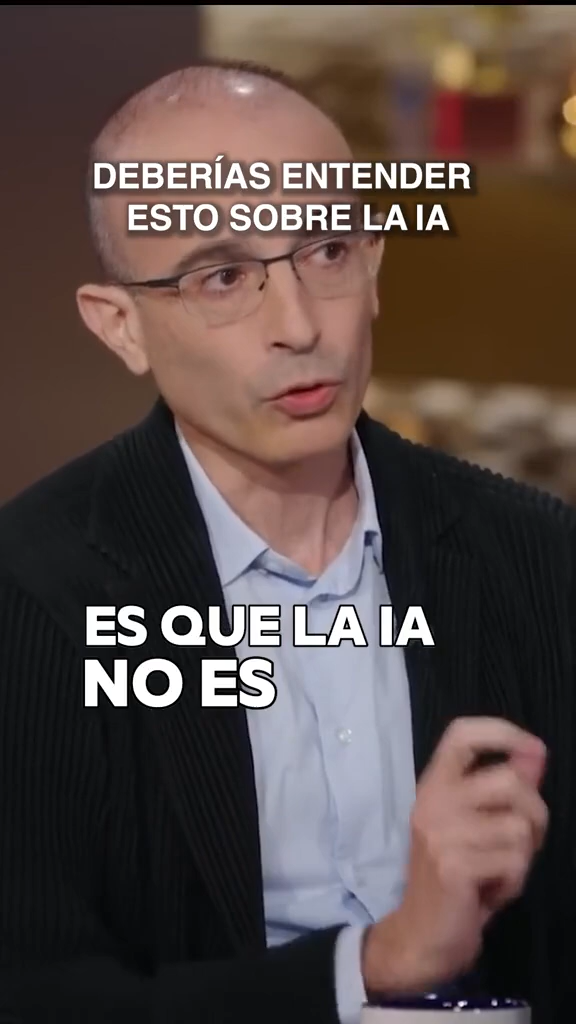 DEBERÍAS ENTENDER
ESTO SOBRE LA IA
ES QUE LA IA
NO ES